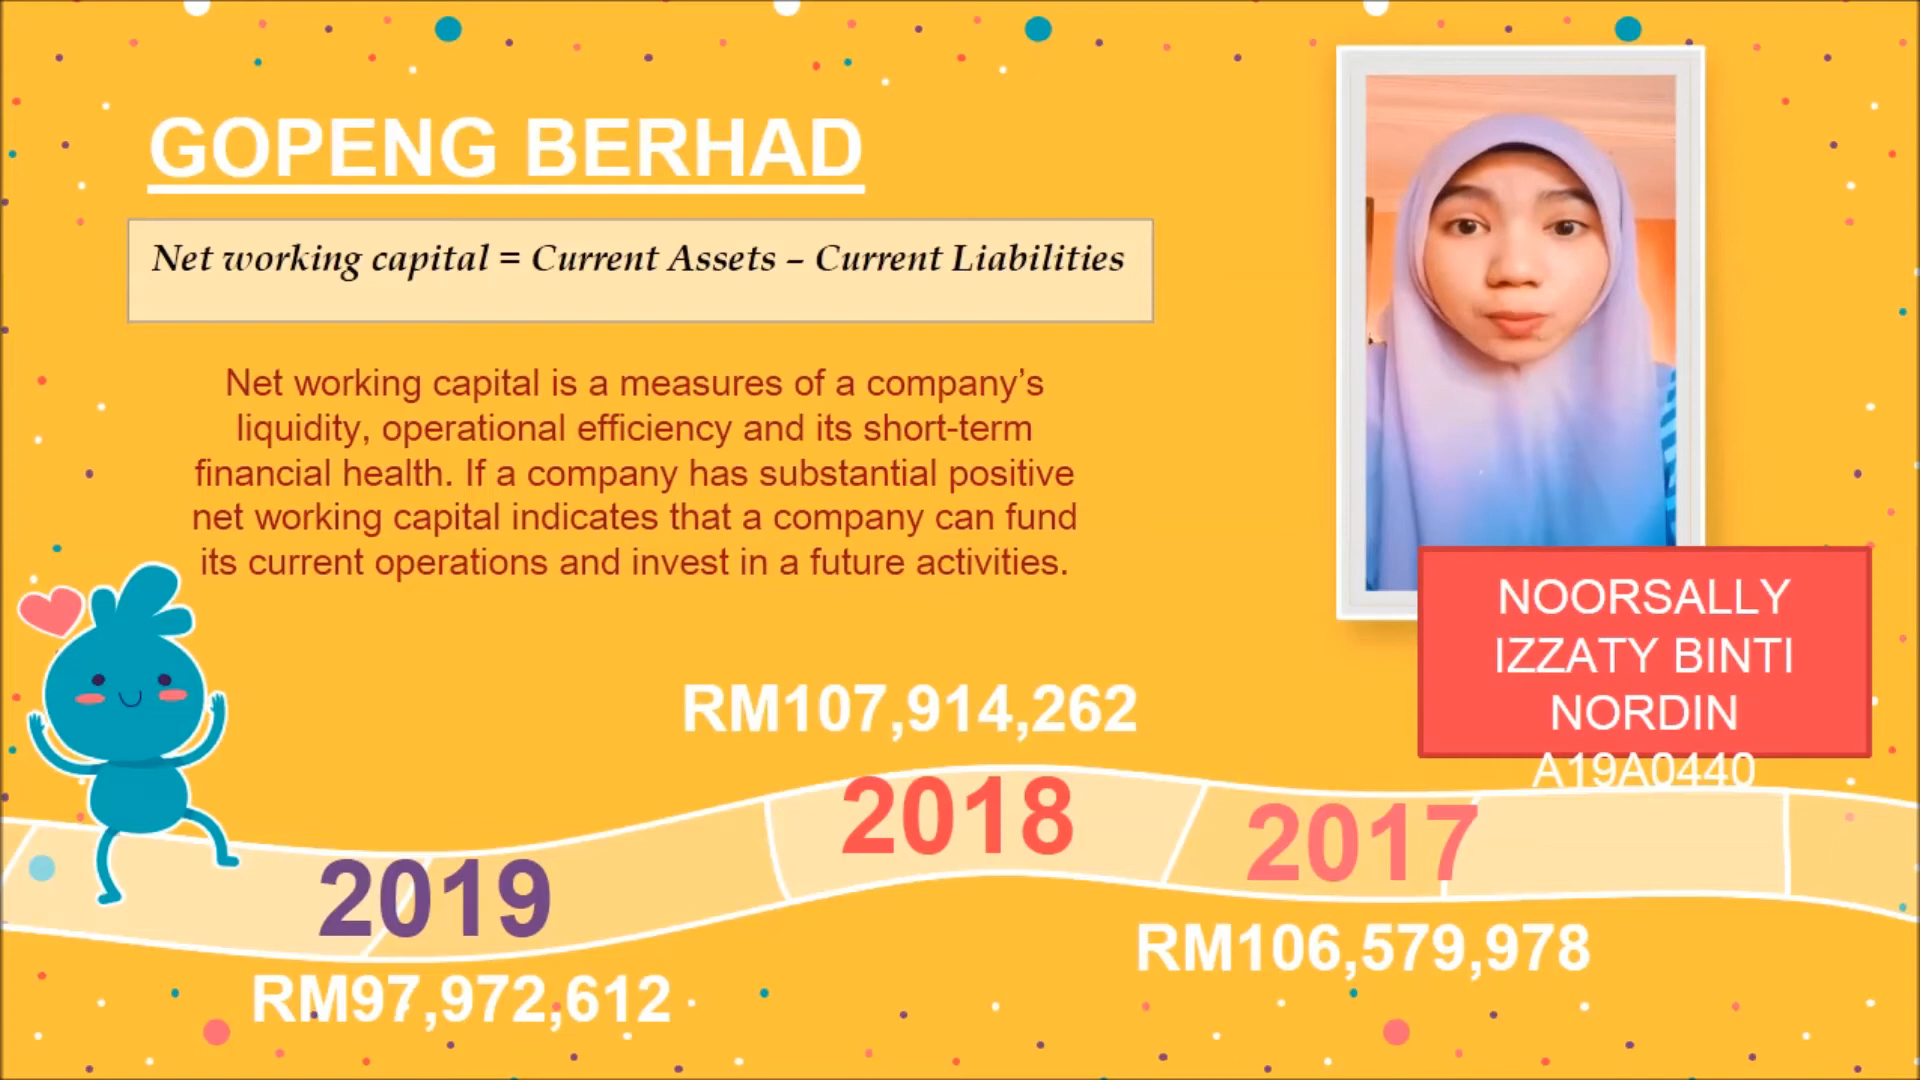 GOPENG BERHAD
Net working capital = Current Assets – Current Liabilities
Net working capital is a measures of a company’s
liquidity, operational efficiency and its short-term
financial health. If a company has substantial positive
net working capital indicates that a company can fund
its current operations and invest in a future activities.
NOORSALLY
IZZATY BINTI
NORDIN
A19A0440
RM107,914,262
2018
2017
2019
RM106,579,978
RM97,972,612